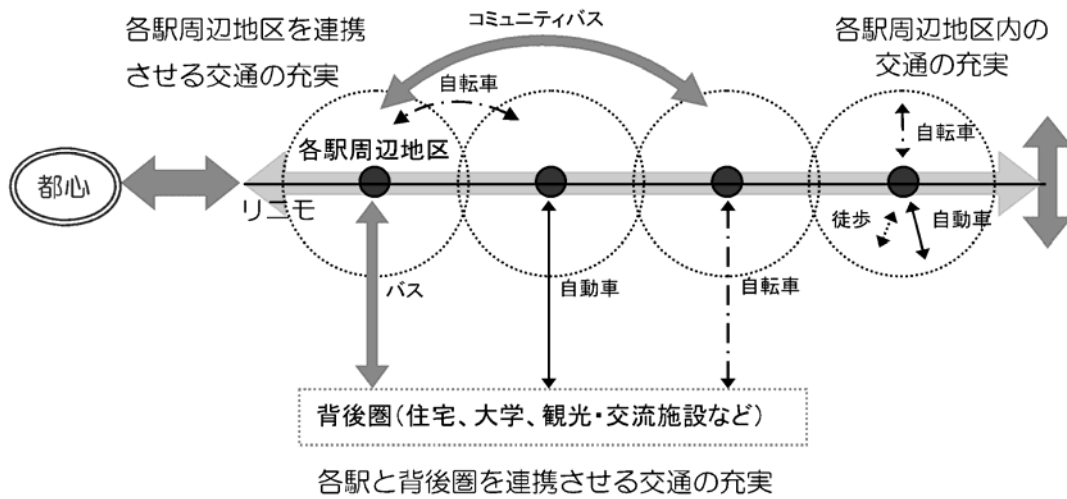 コミュニティバス
各駅周辺地区を連携
させる交通の充実
各駅周辺地区内の
交通の充実
自転車
各駅周辺地区
自転車
都心
リニモ
徒歩
自動車
バス
自動車
自転車
背後圏(住宅、大学、観光・交流施設など)
各駅と背後圏を連携させる交通の充実